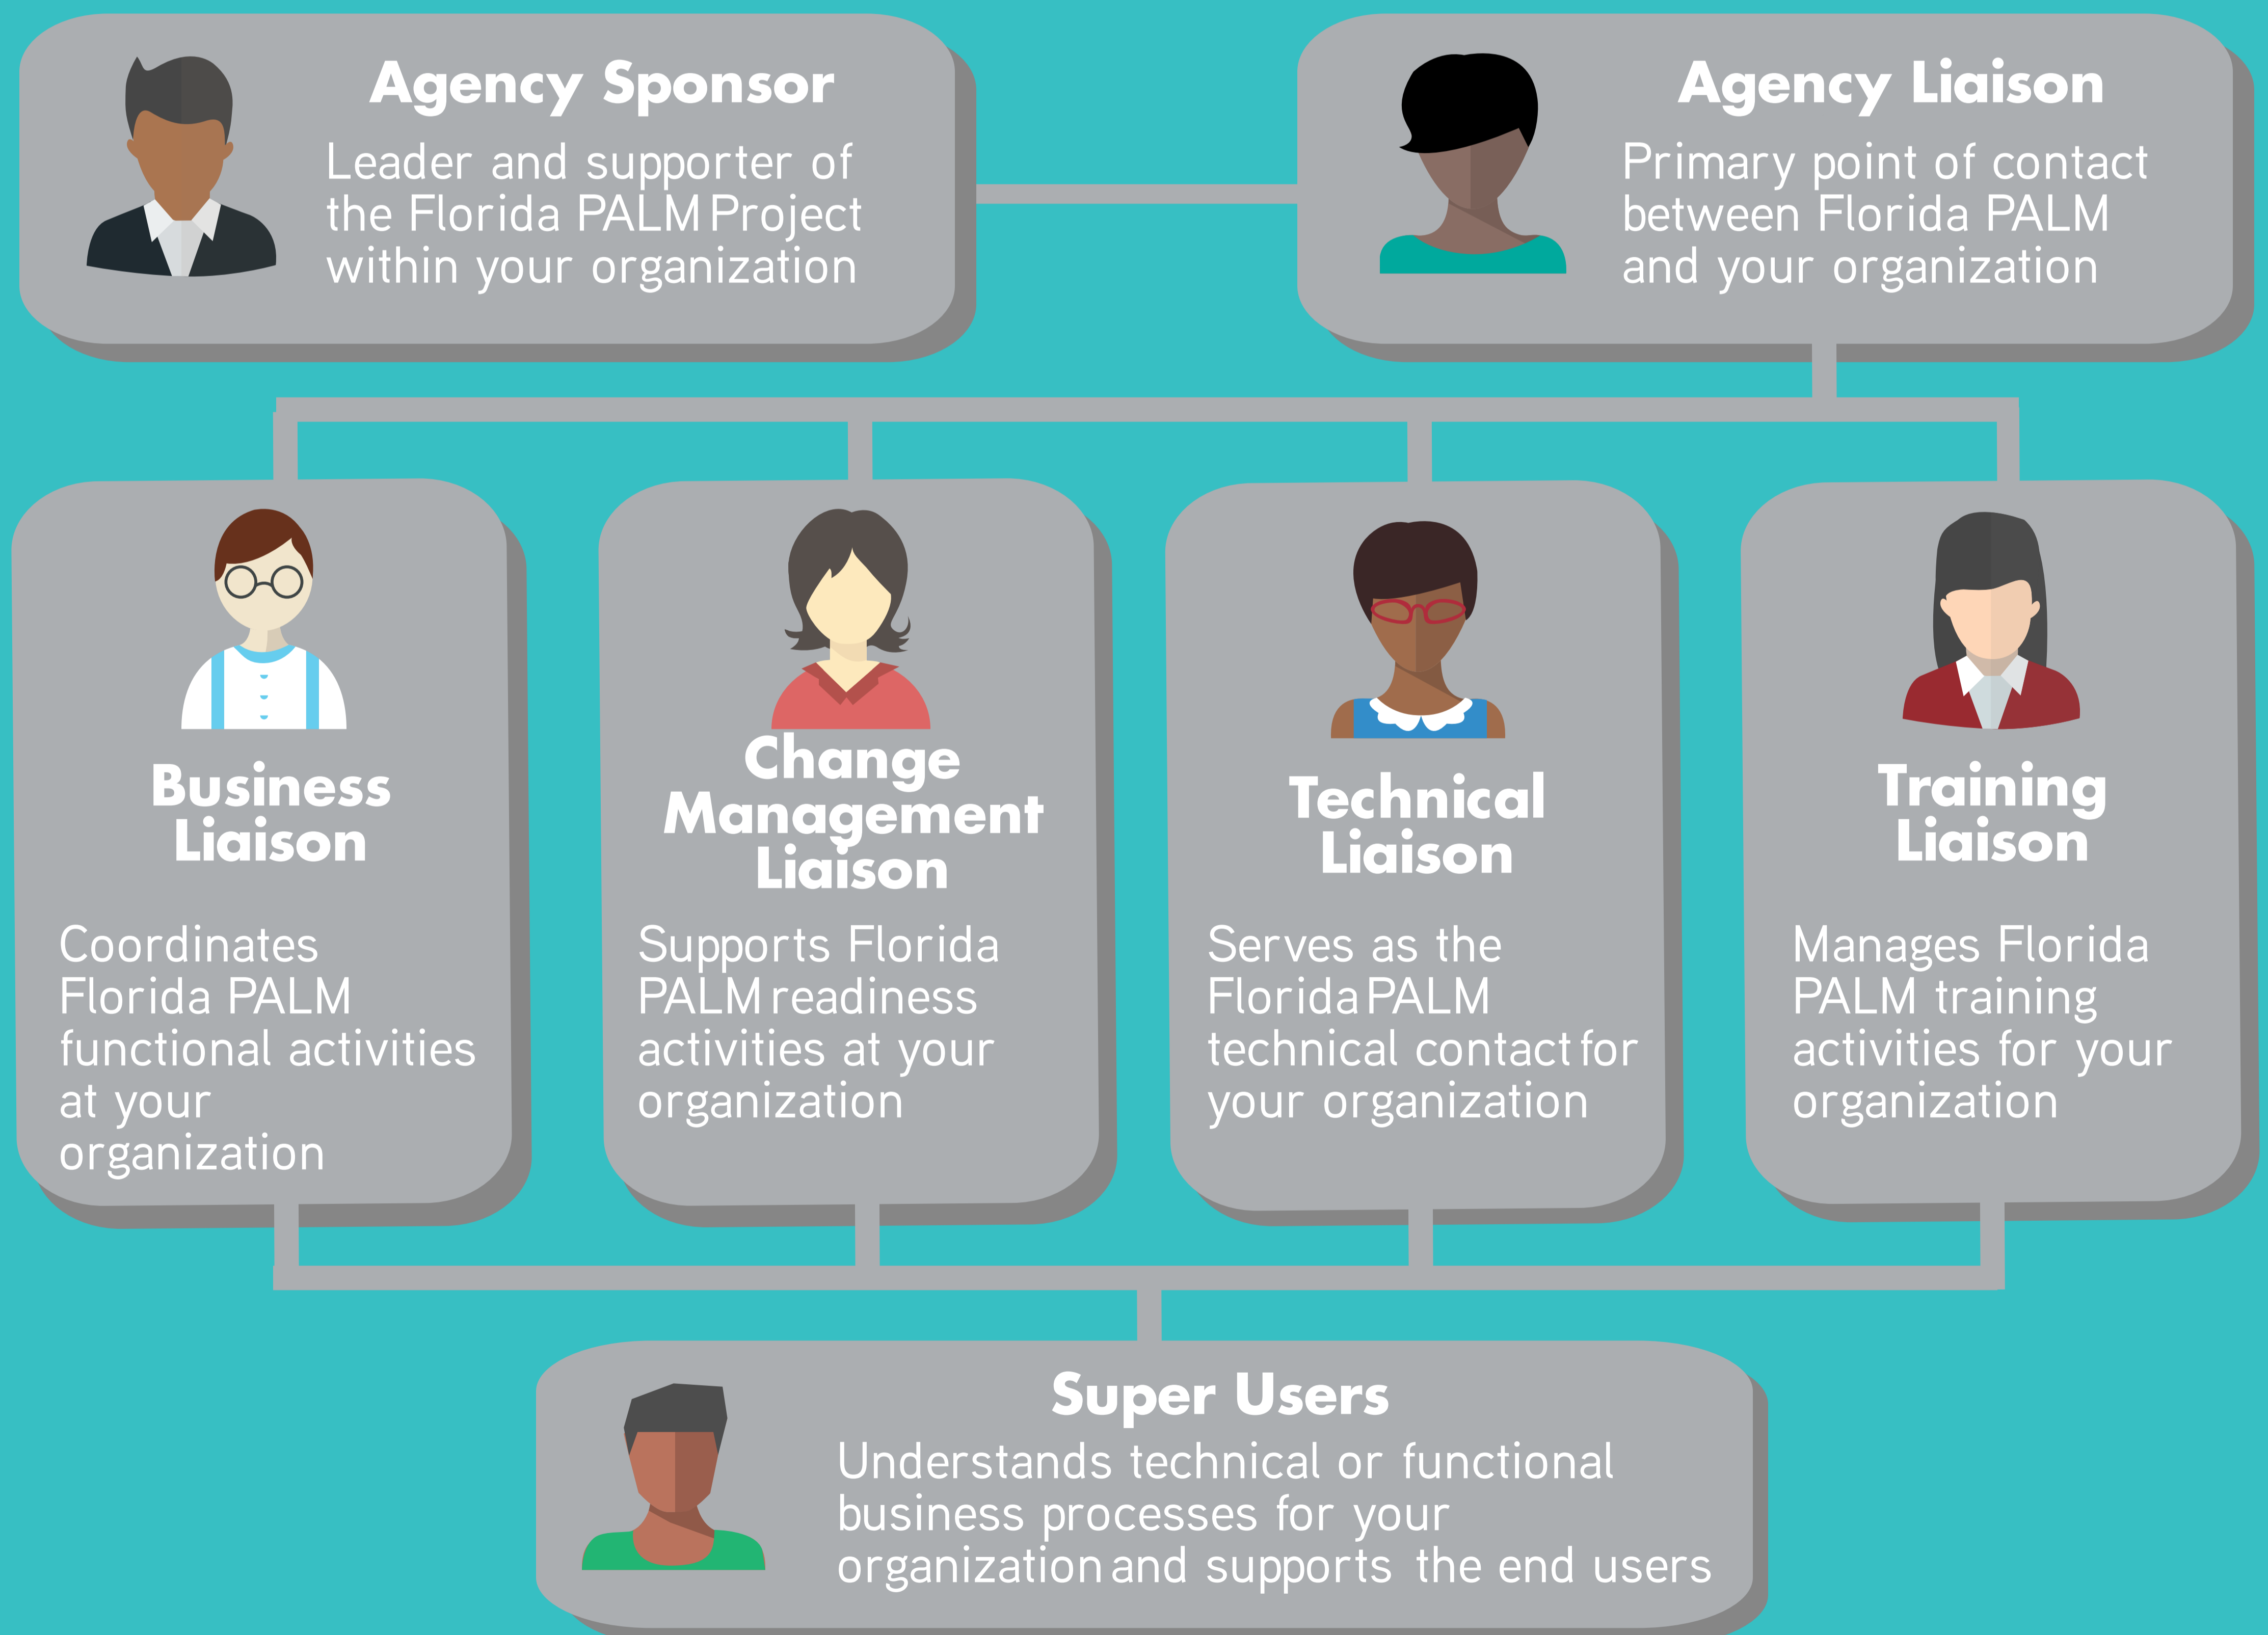 Agency Sponsor
Leader and supporter of
the Florida PALM Project
within your organization
Agency Liaison
Primary point of contact
between Florida PALM
and your organization
Business
Liaison
Coordinates
Florida PALM
functional activities
at your
organization
Change
Management
Liaison
Supports Florida
PALM readiness
activities at your
organization
Technical
Liaison
Serves as the
Florida PALM
technical contact for
your organization
Training
Liaison
Manages Florida
PALM training
activities for your
organization
Super Users
Understands technical or functional
business processes for your
organization and supports the end users